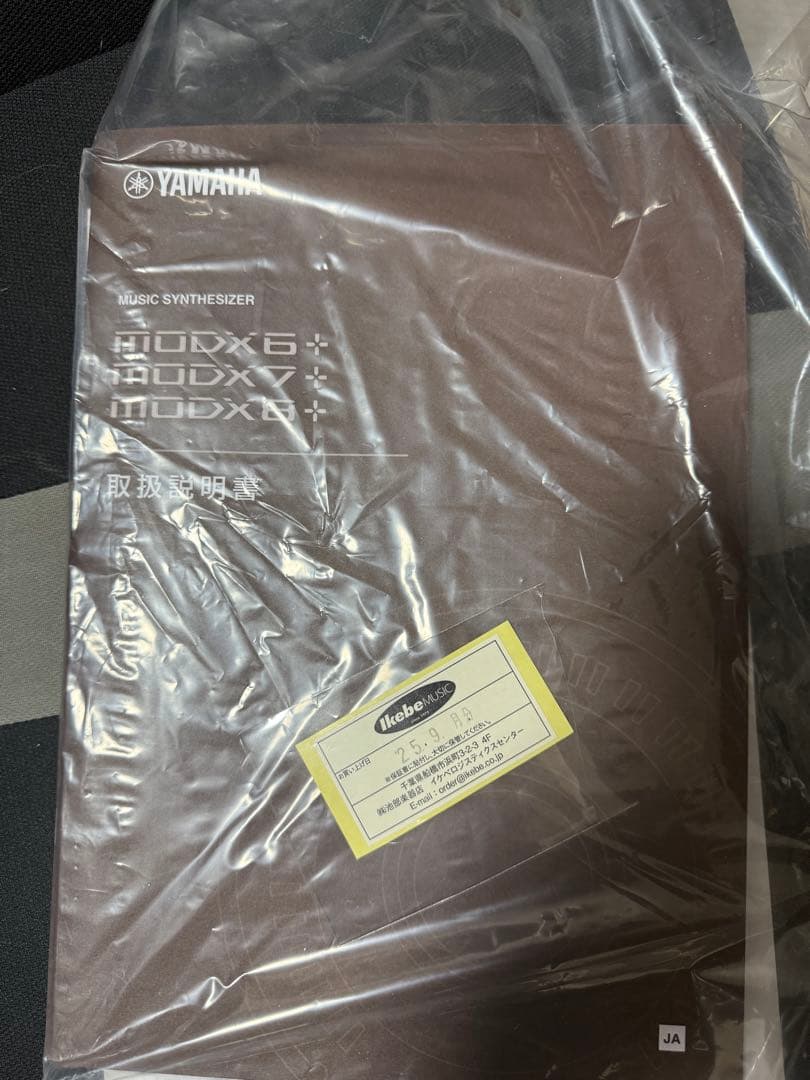 YAMAHA
MUSIC SYNTHESIZER
MODX6+
MODX7+
MODX8+
取扱説明書
Ikebe MUSIC
お買い上げ日
25.9.
※保証書に貼付し、大切に保管してください。
千葉県船橋市浜町3-2-3 4F
㈱池部楽器店 イケベロジスティクスセンター
E-mail：order@ikebe.co.jp
JA